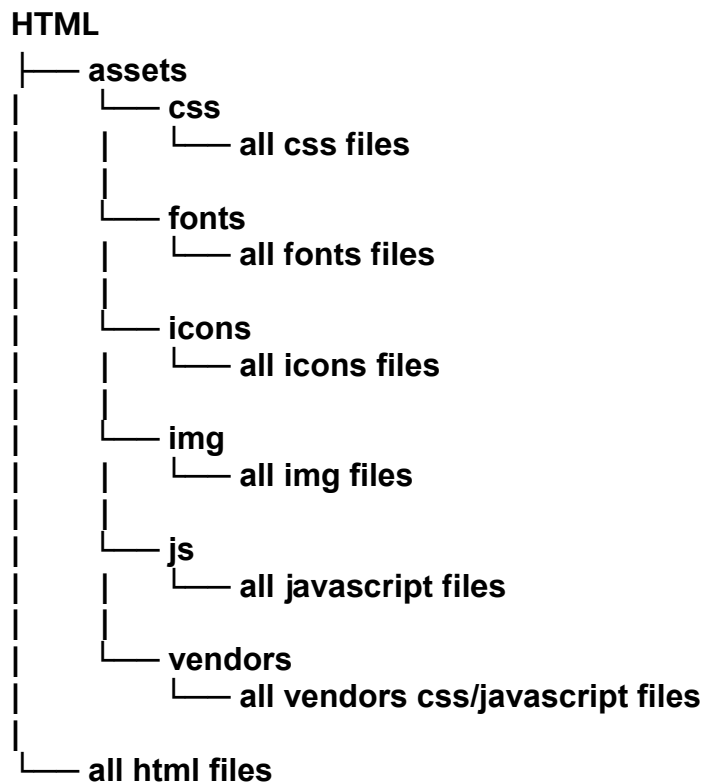 HTML
assets
css
all css files
fonts
all fonts files
icons
all icons files
img
all img files
js
all javascript files
vendors
all vendors css/javascript files
all html files